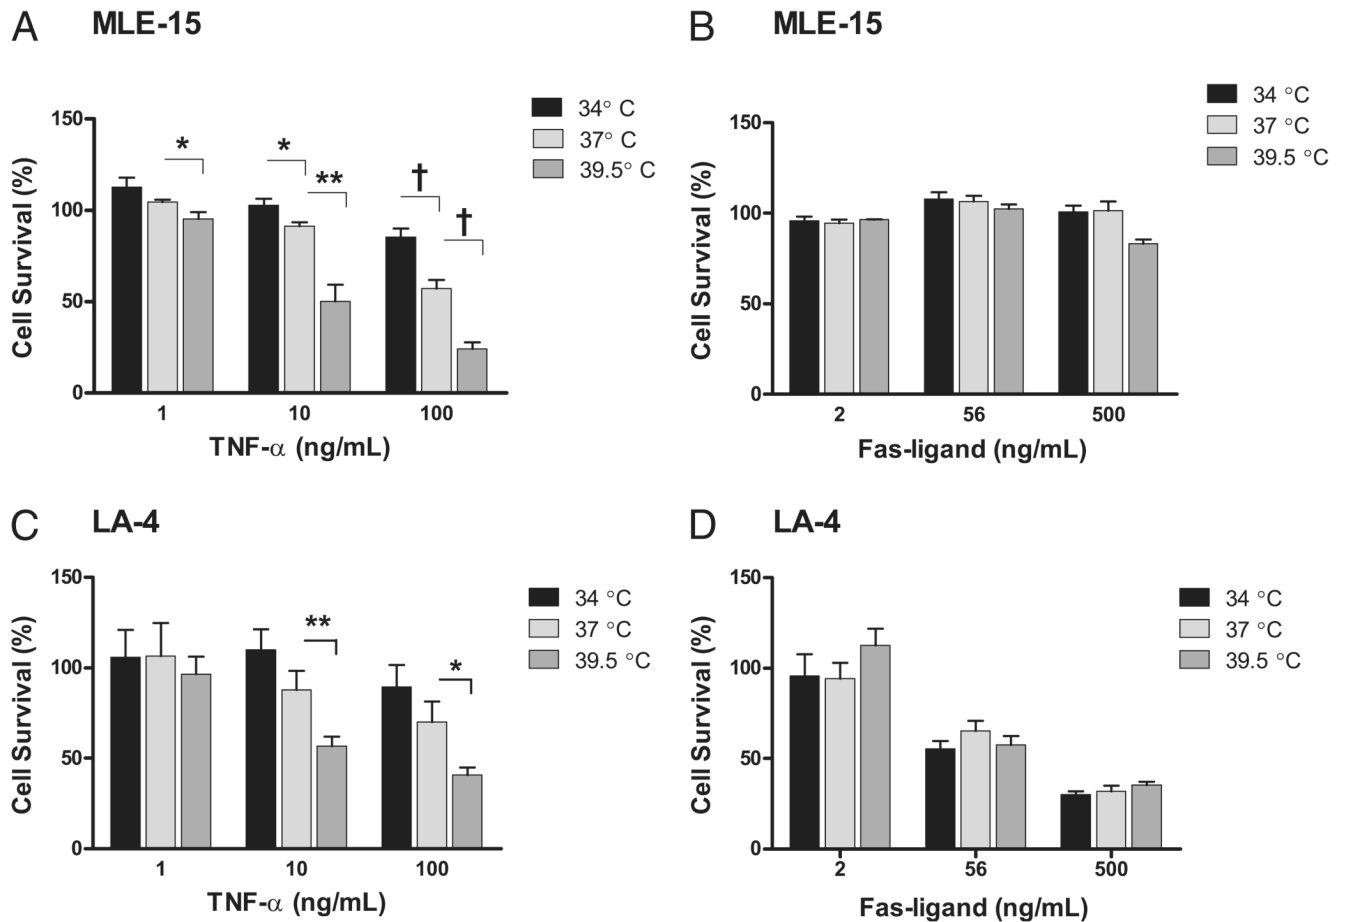 A MLE-15
34° C
37° C
39.5° C
150
100
50
0
Cell Survival (%)
*
*
**
†
†
1 10 100
TNF-α (ng/mL)
B MLE-15
34 °C
37 °C
39.5 °C
150
100
50
0
Cell Survival (%)
2 56 500
Fas-ligand (ng/mL)
C LA-4
34 °C
37 °C
39.5 °C
150
100
50
0
Cell Survival (%)
**
*
1 10 100
TNF-α (ng/mL)
D LA-4
34 °C
37 °C
39.5 °C
150
100
50
0
Cell Survival (%)
2 56 500
Fas-ligand (ng/mL)